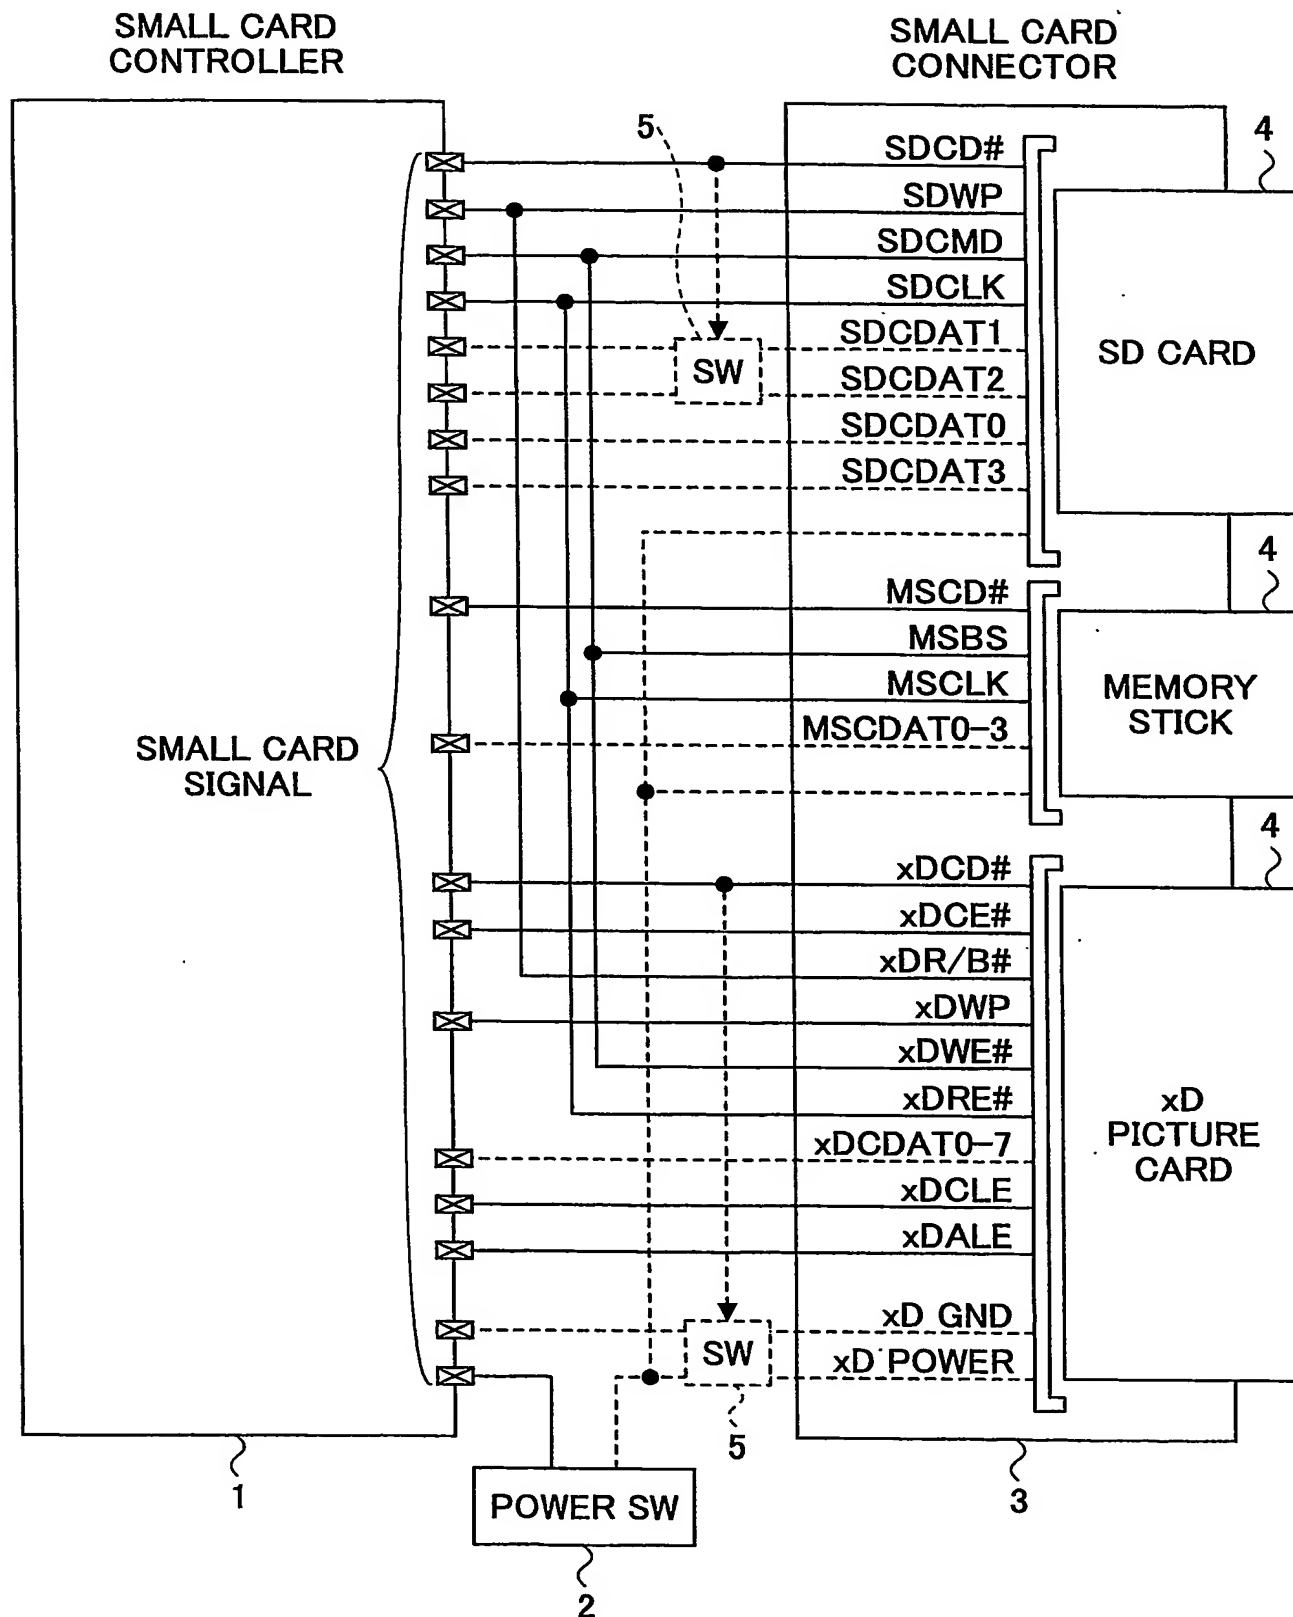 SMALL CARD
CONTROLLER
SMALL CARD
CONNECTOR
5
4
SDCD#
SDWP
SDCMD
SDCLK
SDCDAT1
SW
SDCDAT2
SDCDAT0
SDCDAT3
SD CARD
4
MSCD#
MSBS
MSCLK
MSCDAT0-3
MEMORY
STICK
SMALL CARD
SIGNAL
4
xDCD#
xDCE#
xDR/B#
xDWP
xDWE#
xDRE#
xDCDAT0-7
xDCLE
xDALE
xD
PICTURE
CARD
xD GND
SW
xD POWER
5
1
3
POWER SW
2